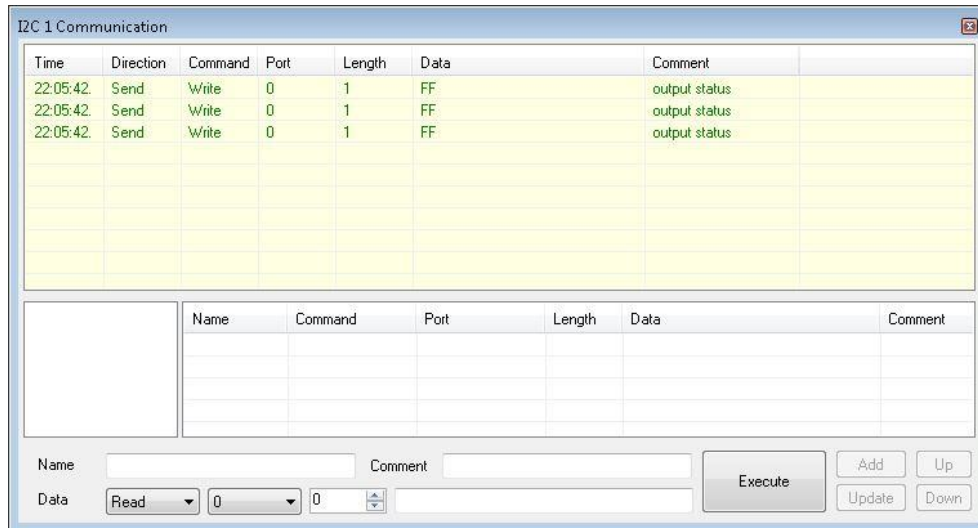 I2C 1 Communication
Time Direction Command Port Length Data Comment
22:05:42. Send Write 0 1 FF output status
22:05:42. Send Write 0 1 FF output status
22:05:42. Send Write 0 1 FF output status
Name Command Port Length Data Comment
Name Comment Execute Add Up
Data Read 0 0 Update Down